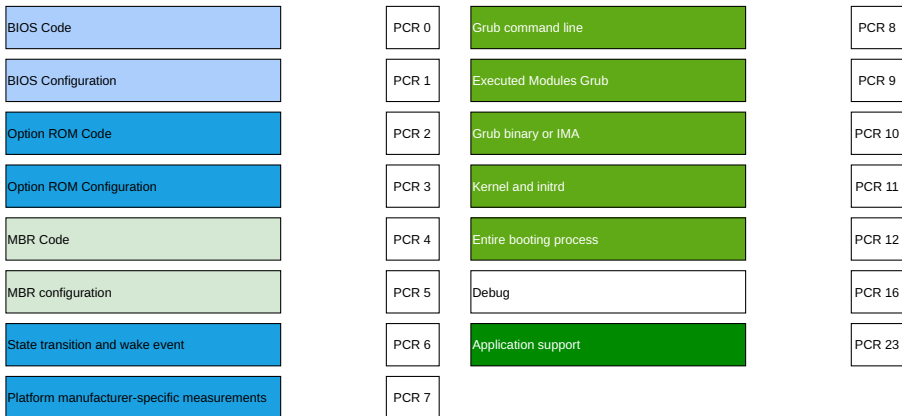 BIOS Code PCR 0 Grub command line PCR 8
BIOS Configuration PCR 1 Executed Modules Grub PCR 9
Option ROM Code PCR 2 Grub binary or IMA PCR 10
Option ROM Configuration PCR 3 Kernel and initrd PCR 11
MBR Code PCR 4 Entire booting process PCR 12
MBR configuration PCR 5 Debug PCR 16
State transition and wake event PCR 6 Application support PCR 23
Platform manufacturer-specific measurements PCR 7